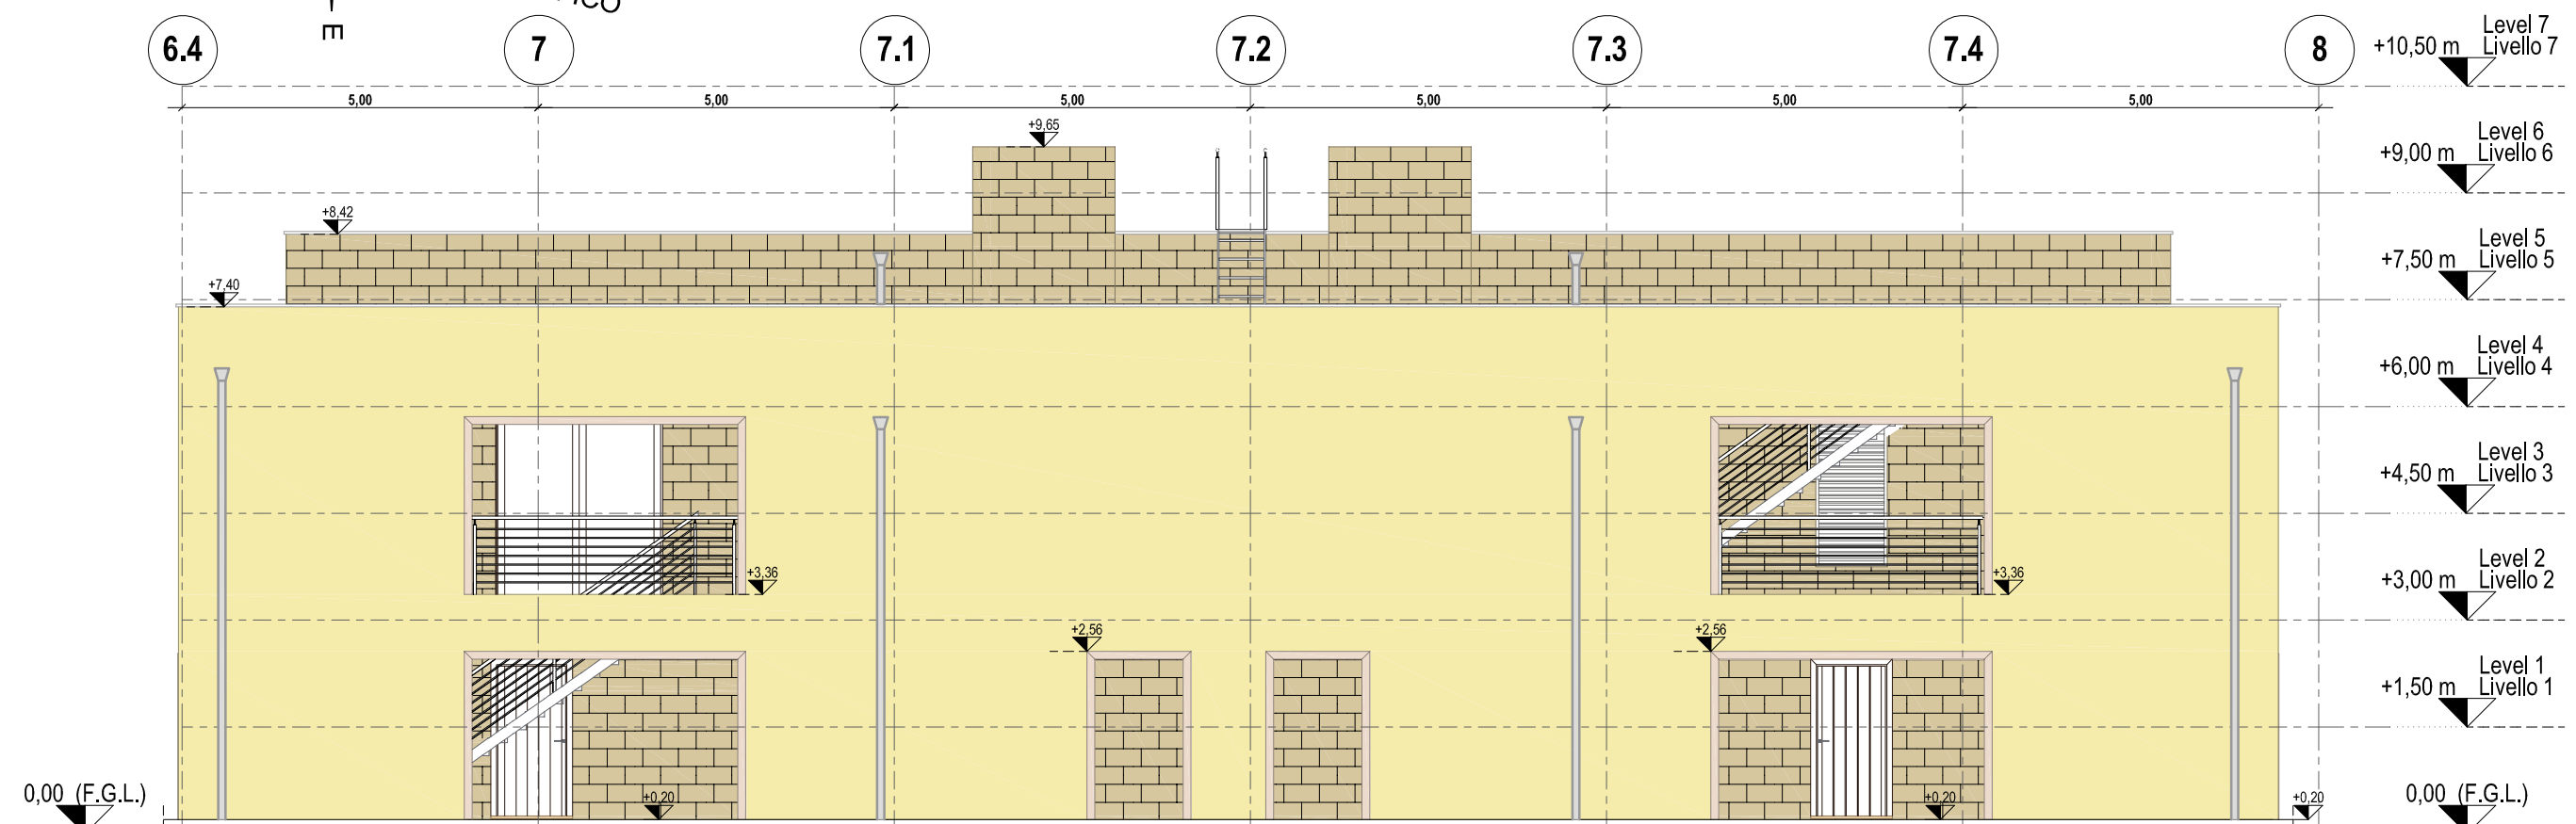 E
6.4 7 7.1 7.2 7.3 7.4 8
5,00 5,00 5,00 5,00 5,00 5,00
Level 7
+10,50 m Livello 7
+9.65
Level 6
+9,00 m Livello 6
+8,42
Level 5
+7,50 m Livello 5
+7,40
Level 4
+6,00 m Livello 4
Level 3
+4,50 m Livello 3
+3,36 +3,36
Level 2
+3,00 m Livello 2
+2,56 +2,56
Level 1
+1,50 m Livello 1
+0,20 +0,20 +0,20
0,00 (F.G.L.) 0,00 (F.G.L.)